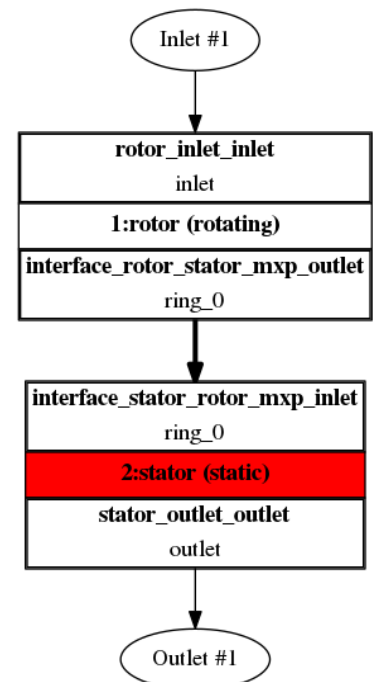 Inlet #1
rotor_inlet_inlet
inlet
1:rotor (rotating)
interface_rotor_stator_mxp_outlet
ring_0
interface_stator_rotor_mxp_inlet
ring_0
2:stator (static)
stator_outlet_outlet
outlet
Outlet #1